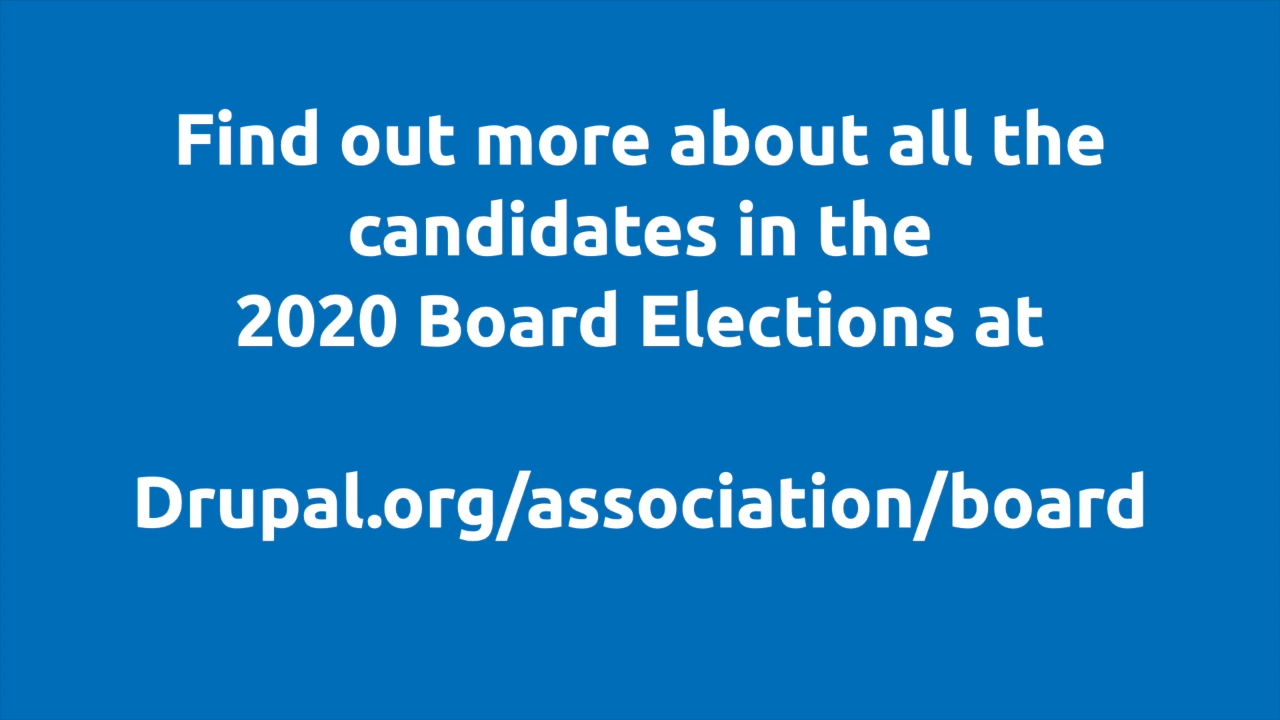 Find out more about all the
candidates in the
2020 Board Elections at
Drupal.org/association/board